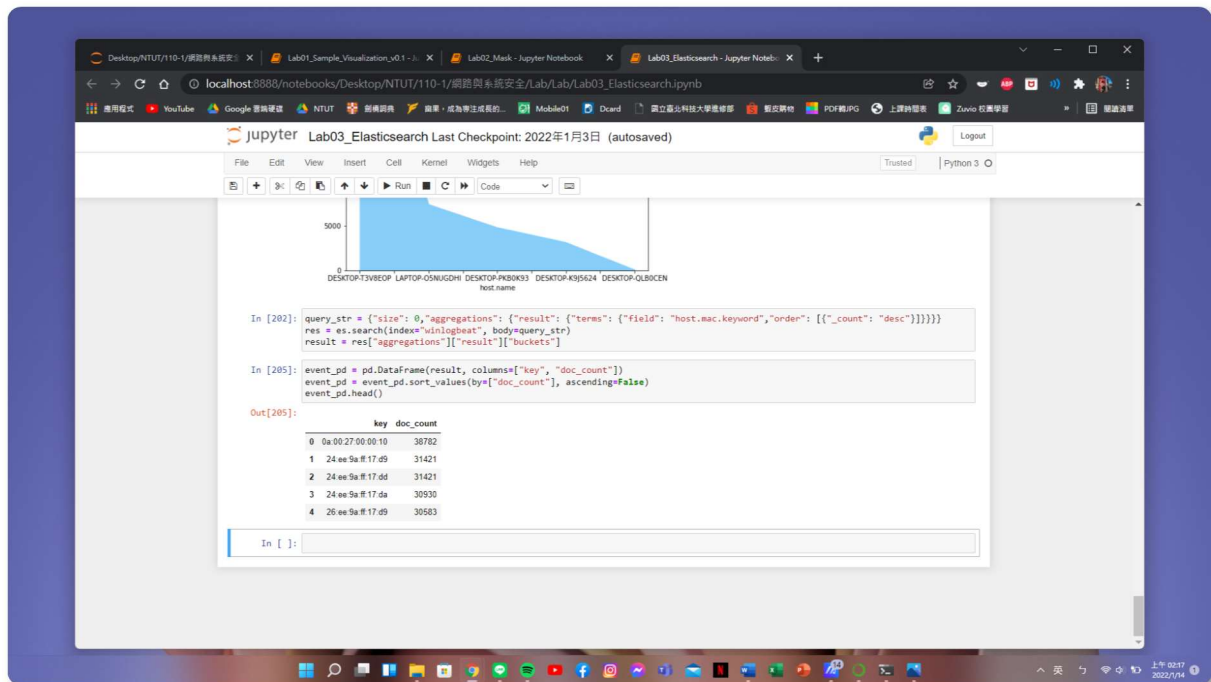 Desktop/NTUT/110-1/網路與系統安全
Lab01_Sample_Visualization_v0.1 - Ju
Lab02_Mask - Jupyter Notebook
Lab03_Elasticsearch - Jupyter Notebo
localhost:8888/notebooks/Desktop/NTUT/110-1/網路與系統安全/Lab/Lab/Lab03_Elasticsearch.ipynb
應用程式
YouTube
Google 雲端硬碟
NTUT
劍橋詞典
Mobile01
Dcard
國立臺北科技大學進修部
蝦皮購物
PDF轉JPG
上課時間表
Zuvio 校園學習
»
閱讀清單
jupyter Lab03_Elasticsearch Last Checkpoint: 2022年1月3日 (autosaved)
Logout
File Edit View Insert Cell Kernel Widgets Help
Trusted
Python 3
Run
Code
5000
0
DESKTOP-T3V8EOP LAPTOP-O5NUGDHI DESKTOP-PKB0K93 DESKTOP-K9J5624 DESKTOP-QLB0CEN
host.name
In [202]: query_str = {"size": 0,"aggregations": {"result": {"terms": {"field": "host.mac.keyword","order": [{"_count": "desc"}]}}}}
res = es.search(index="winlogbeat", body=query_str)
result = res["aggregations"]["result"]["buckets"]
In [205]: event_pd = pd.DataFrame(result, columns=["key", "doc_count"])
event_pd = event_pd.sort_values(by=["doc_count"], ascending=False)
event_pd.head()
Out[205]:
key doc_count
0 0a:00:27:00:00:10 38782
1 24:ee:9a:ff:17:d9 31421
2 24:ee:9a:ff:17:dd 31421
3 24:ee:9a:ff:17:da 30930
4 26:ee:9a:ff:17:d9 30583
In [ ]:
14
英
上午 02:17
2022/1/14